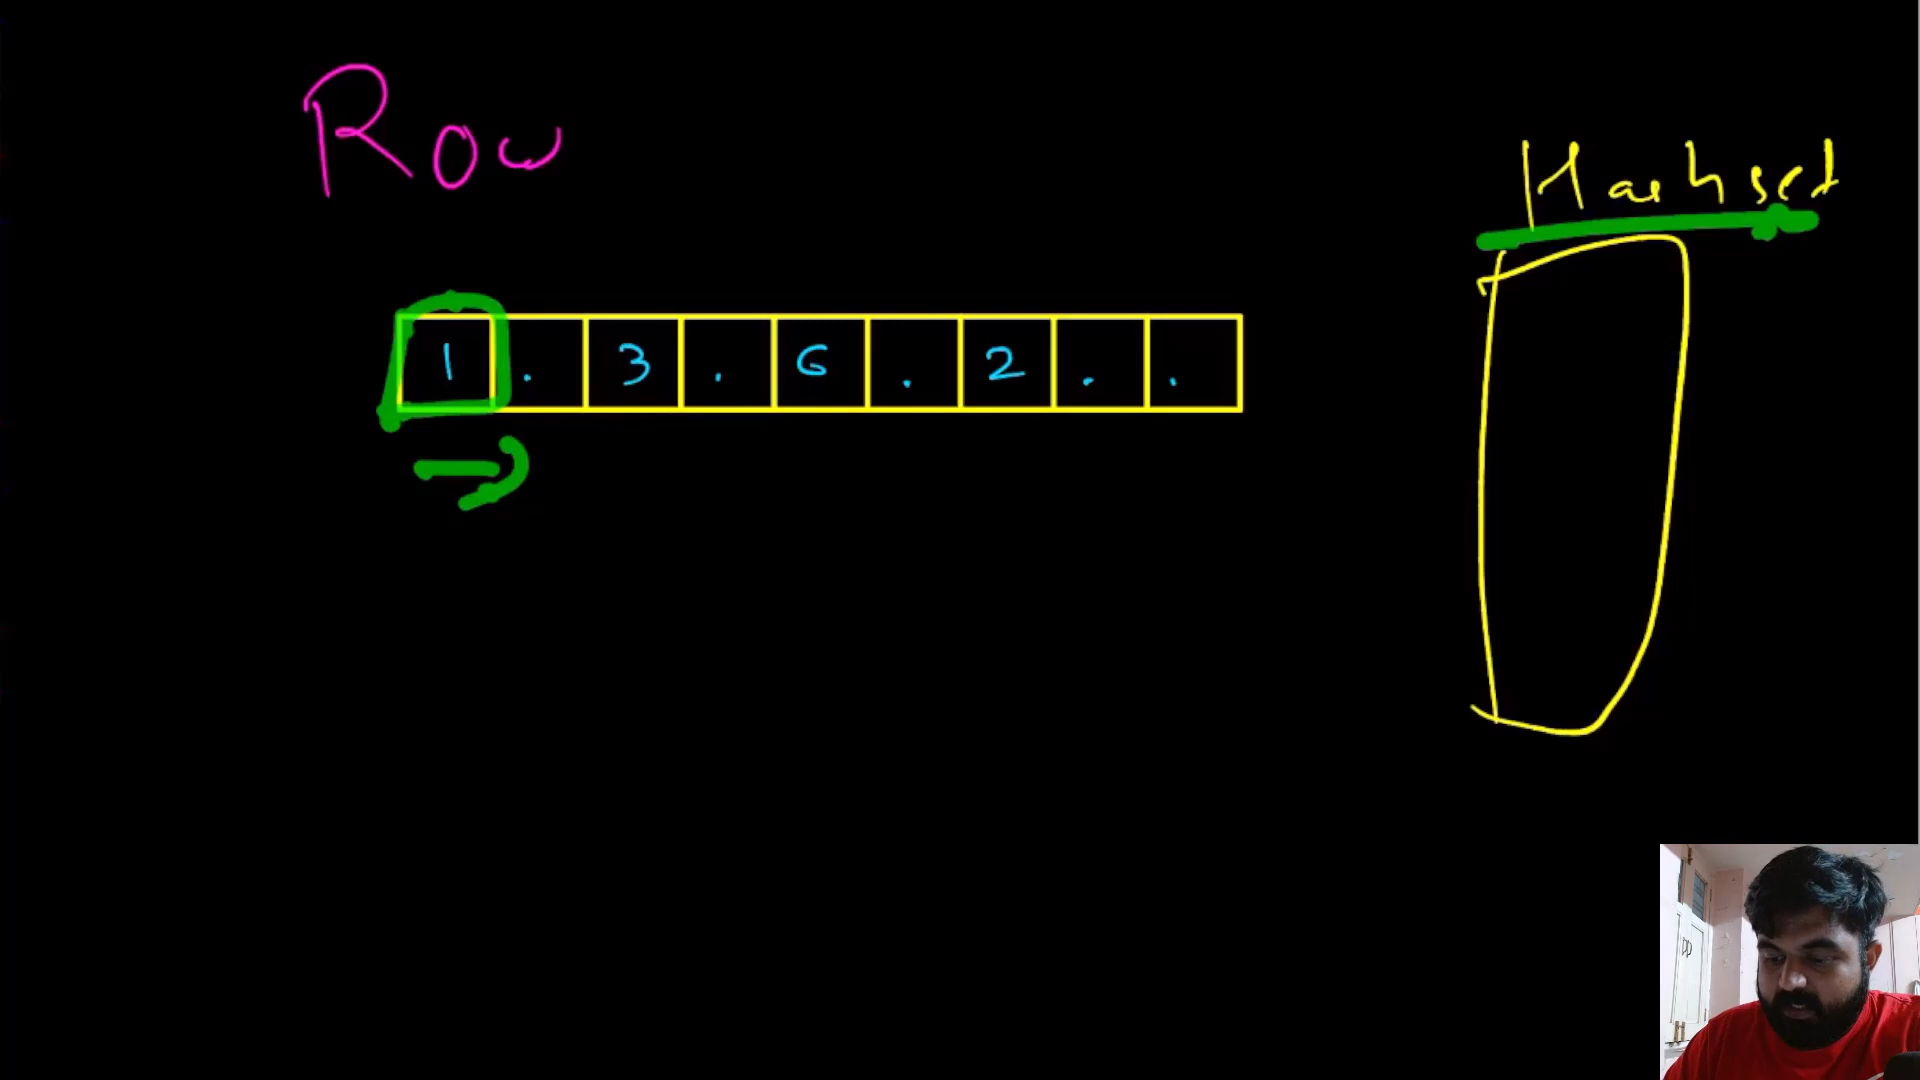 Row
Hashset
1 . 3 . 6 . 2 . .